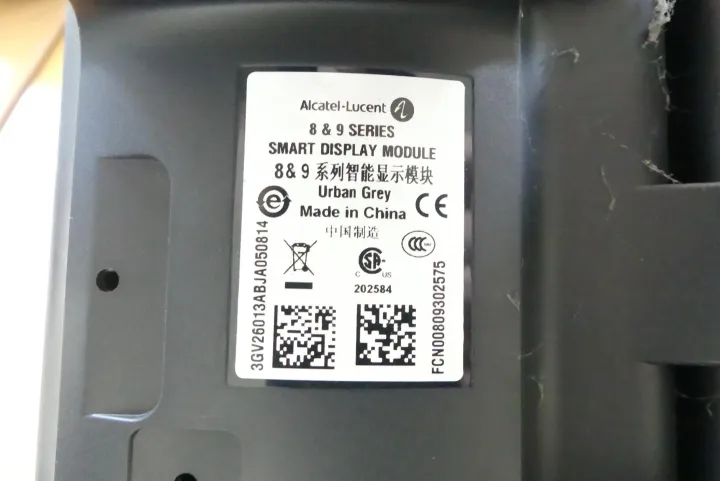 Alcatel·Lucent
8 & 9 SERIES
SMART DISPLAY MODULE
8 & 9 系列智能显示模块
Urban Grey
Made in China
中国制造
C US
202584
3GV26013ABJA050814
FCN00809302575